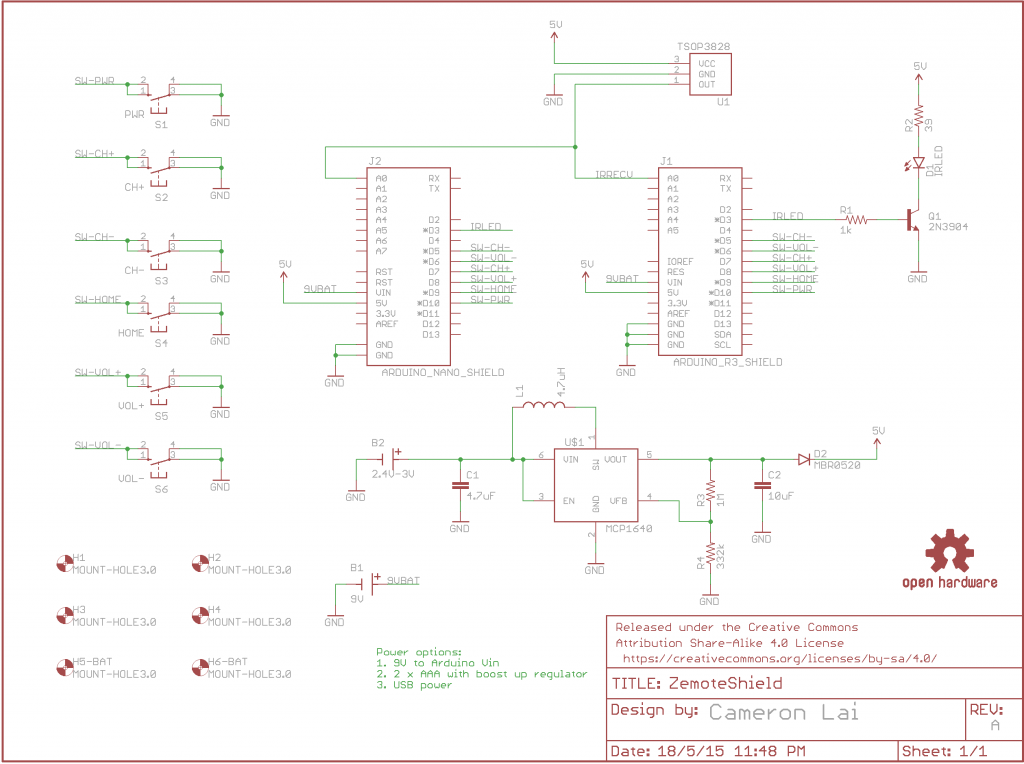 5V
TSOP3828
3 VCC
2 GND
1 OUT
GND
U1
SW-PWR
2 4
1 3
PWR
S1
GND
SW-CH+
2 4
1 3
CH+
S2
GND
SW-CH-
2 4
1 3
CH-
S3
GND
SW-HOME
2 4
1 3
HOME
S4
GND
SW-VOL+
2 4
1 3
VOL+
S5
GND
SW-VOL-
2 4
1 3
VOL-
S6
GND
J2
A0 RX
A1 TX
A2
A3
A4 D2
A5 *D3 IRLED
A6 D4
A7 *D5 SW-CH-
*D6 SW-VOL-
RST D7 SW-CH+
RST D8 SW-VOL+
VIN *D9 SW-HOME
5V *D10 SW-PWR
3.3V *D11
AREF D12
D13
GND
GND
5V
9VBAT
GND
ARDUINO_NANO_SHIELD
J1
IRRECV
A0 RX
A1 TX
A2
A3 D2
A4 *D3 IRLED
A5 D4
*D5 SW-CH-
*D6 SW-VOL-
IOREF D7 SW-CH+
RES D8 SW-VOL+
VIN *D9 SW-HOME
5V *D10 SW-PWR
3.3V *D11
AREF D12
GND D13
GND SDA
GND SCL
5V
9VBAT
GND
ARDUINO_R3_SHIELD
5V
R2
39
D1
IRLED
R1
1k
Q1
2N3904
GND
L1
4.7uH
B2
2.4V-3V
GND
C1
4.7uF
GND
U$1
1
6 VIN SW VOUT 5
3 EN GND VFB 4
2
MCP1640
GND
R3
1M
R4
332k
GND
C2
10uF
GND
D2
MBR0520
5V
B1
9V
9VBAT
GND
H1
MOUNT-HOLE3.0
H2
MOUNT-HOLE3.0
H3
MOUNT-HOLE3.0
H4
MOUNT-HOLE3.0
H5-BAT
MOUNT-HOLE3.0
H6-BAT
MOUNT-HOLE3.0
Power options:
1. 9V to Arduino Vin
2. 2 x AAA with boost up regulator
3. USB power
open hardware
Released under the Creative Commons
Attribution Share-Alike 4.0 License
https://creativecommons.org/licenses/by-sa/4.0/
TITLE: ZemoteShield
Design by: Cameron Lai
REV:
A
Date: 18/5/15 11:48 PM
Sheet: 1/1